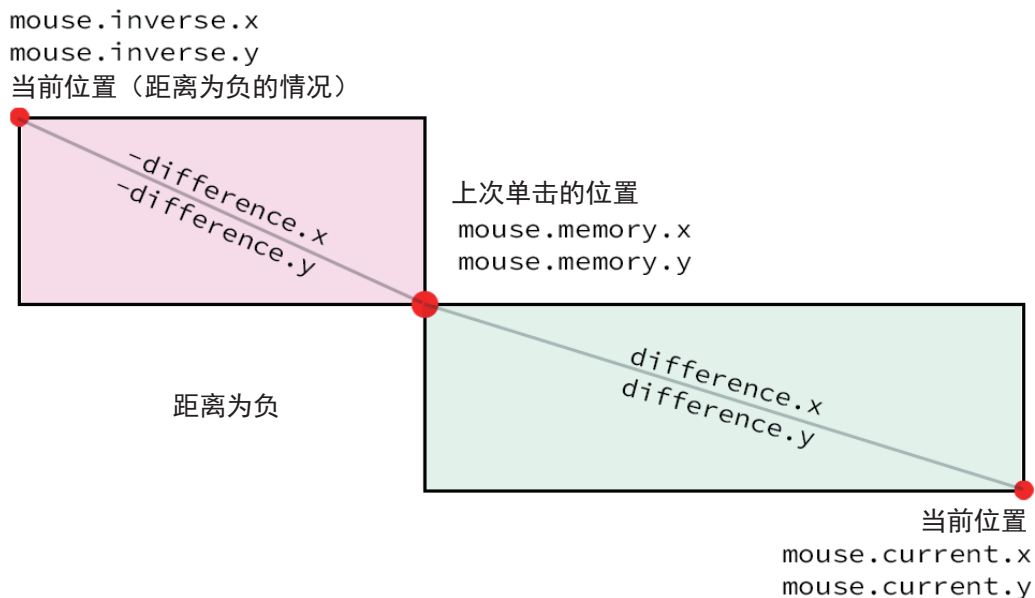 mouse.inverse.x
mouse.inverse.y
当前位置（距离为负的情况）
-difference.x
-difference.y
上次单击的位置
mouse.memory.x
mouse.memory.y
距离为负
difference.x
difference.y
当前位置
mouse.current.x
mouse.current.y